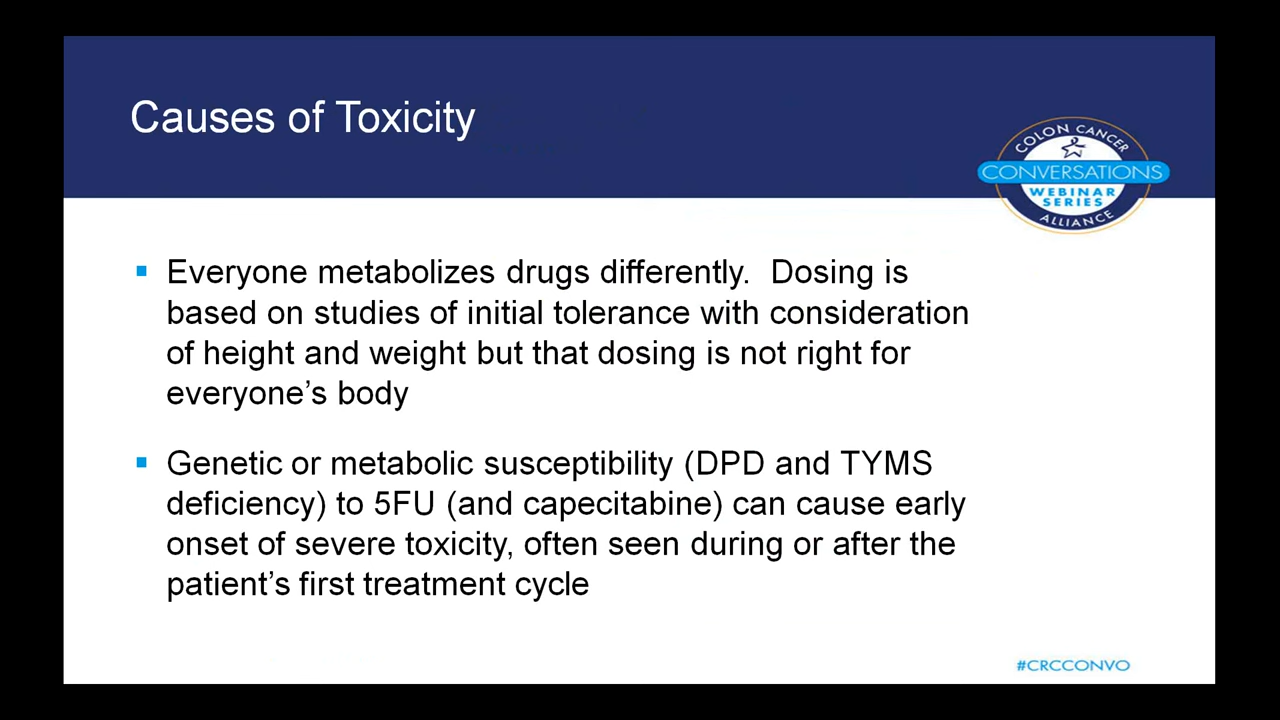 Causes of Toxicity
COLON CANCER
CONVERSATIONS
WEBINAR
SERIES
ALLIANCE
▪ Everyone metabolizes drugs differently.  Dosing is
based on studies of initial tolerance with consideration
of height and weight but that dosing is not right for
everyone’s body
▪ Genetic or metabolic susceptibility (DPD and TYMS
deficiency) to 5FU (and capecitabine) can cause early
onset of severe toxicity, often seen during or after the
patient’s first treatment cycle
#CRCCONVO